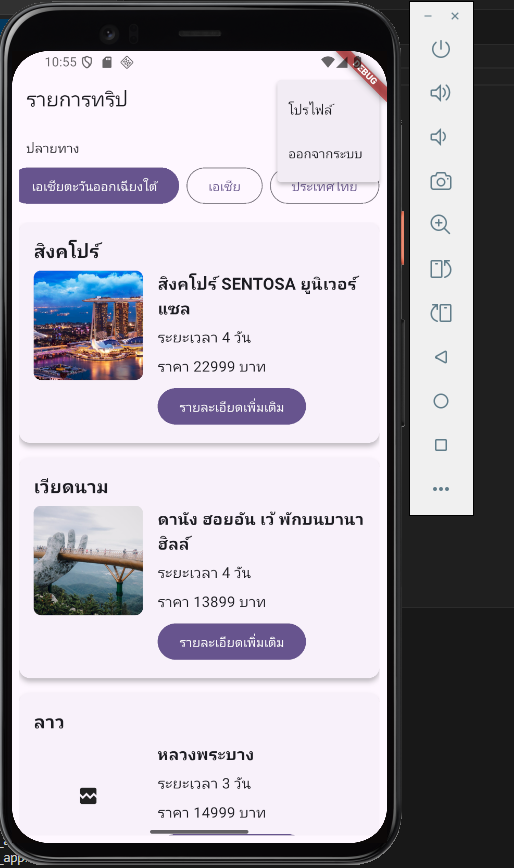 10:55
DEBUG
รายการทริป
โปรไฟล์
ออกจากระบบ
ปลายทาง
เอเชียตะวันออกเฉียงใต้
เอเชีย
ประเทศไทย
สิงคโปร์
สิงคโปร์ SENTOSA ยูนิเวอร์
แซล
ระยะเวลา 4 วัน
ราคา 22999 บาท
รายละเอียดเพิ่มเติม
เวียดนาม
ดานัง ฮอยอัน เว้ พักบนบานา
ฮิลล์
ระยะเวลา 4 วัน
ราคา 13899 บาท
รายละเอียดเพิ่มเติม
ลาว
หลวงพระบาง
ระยะเวลา 3 วัน
ราคา 14999 บาท